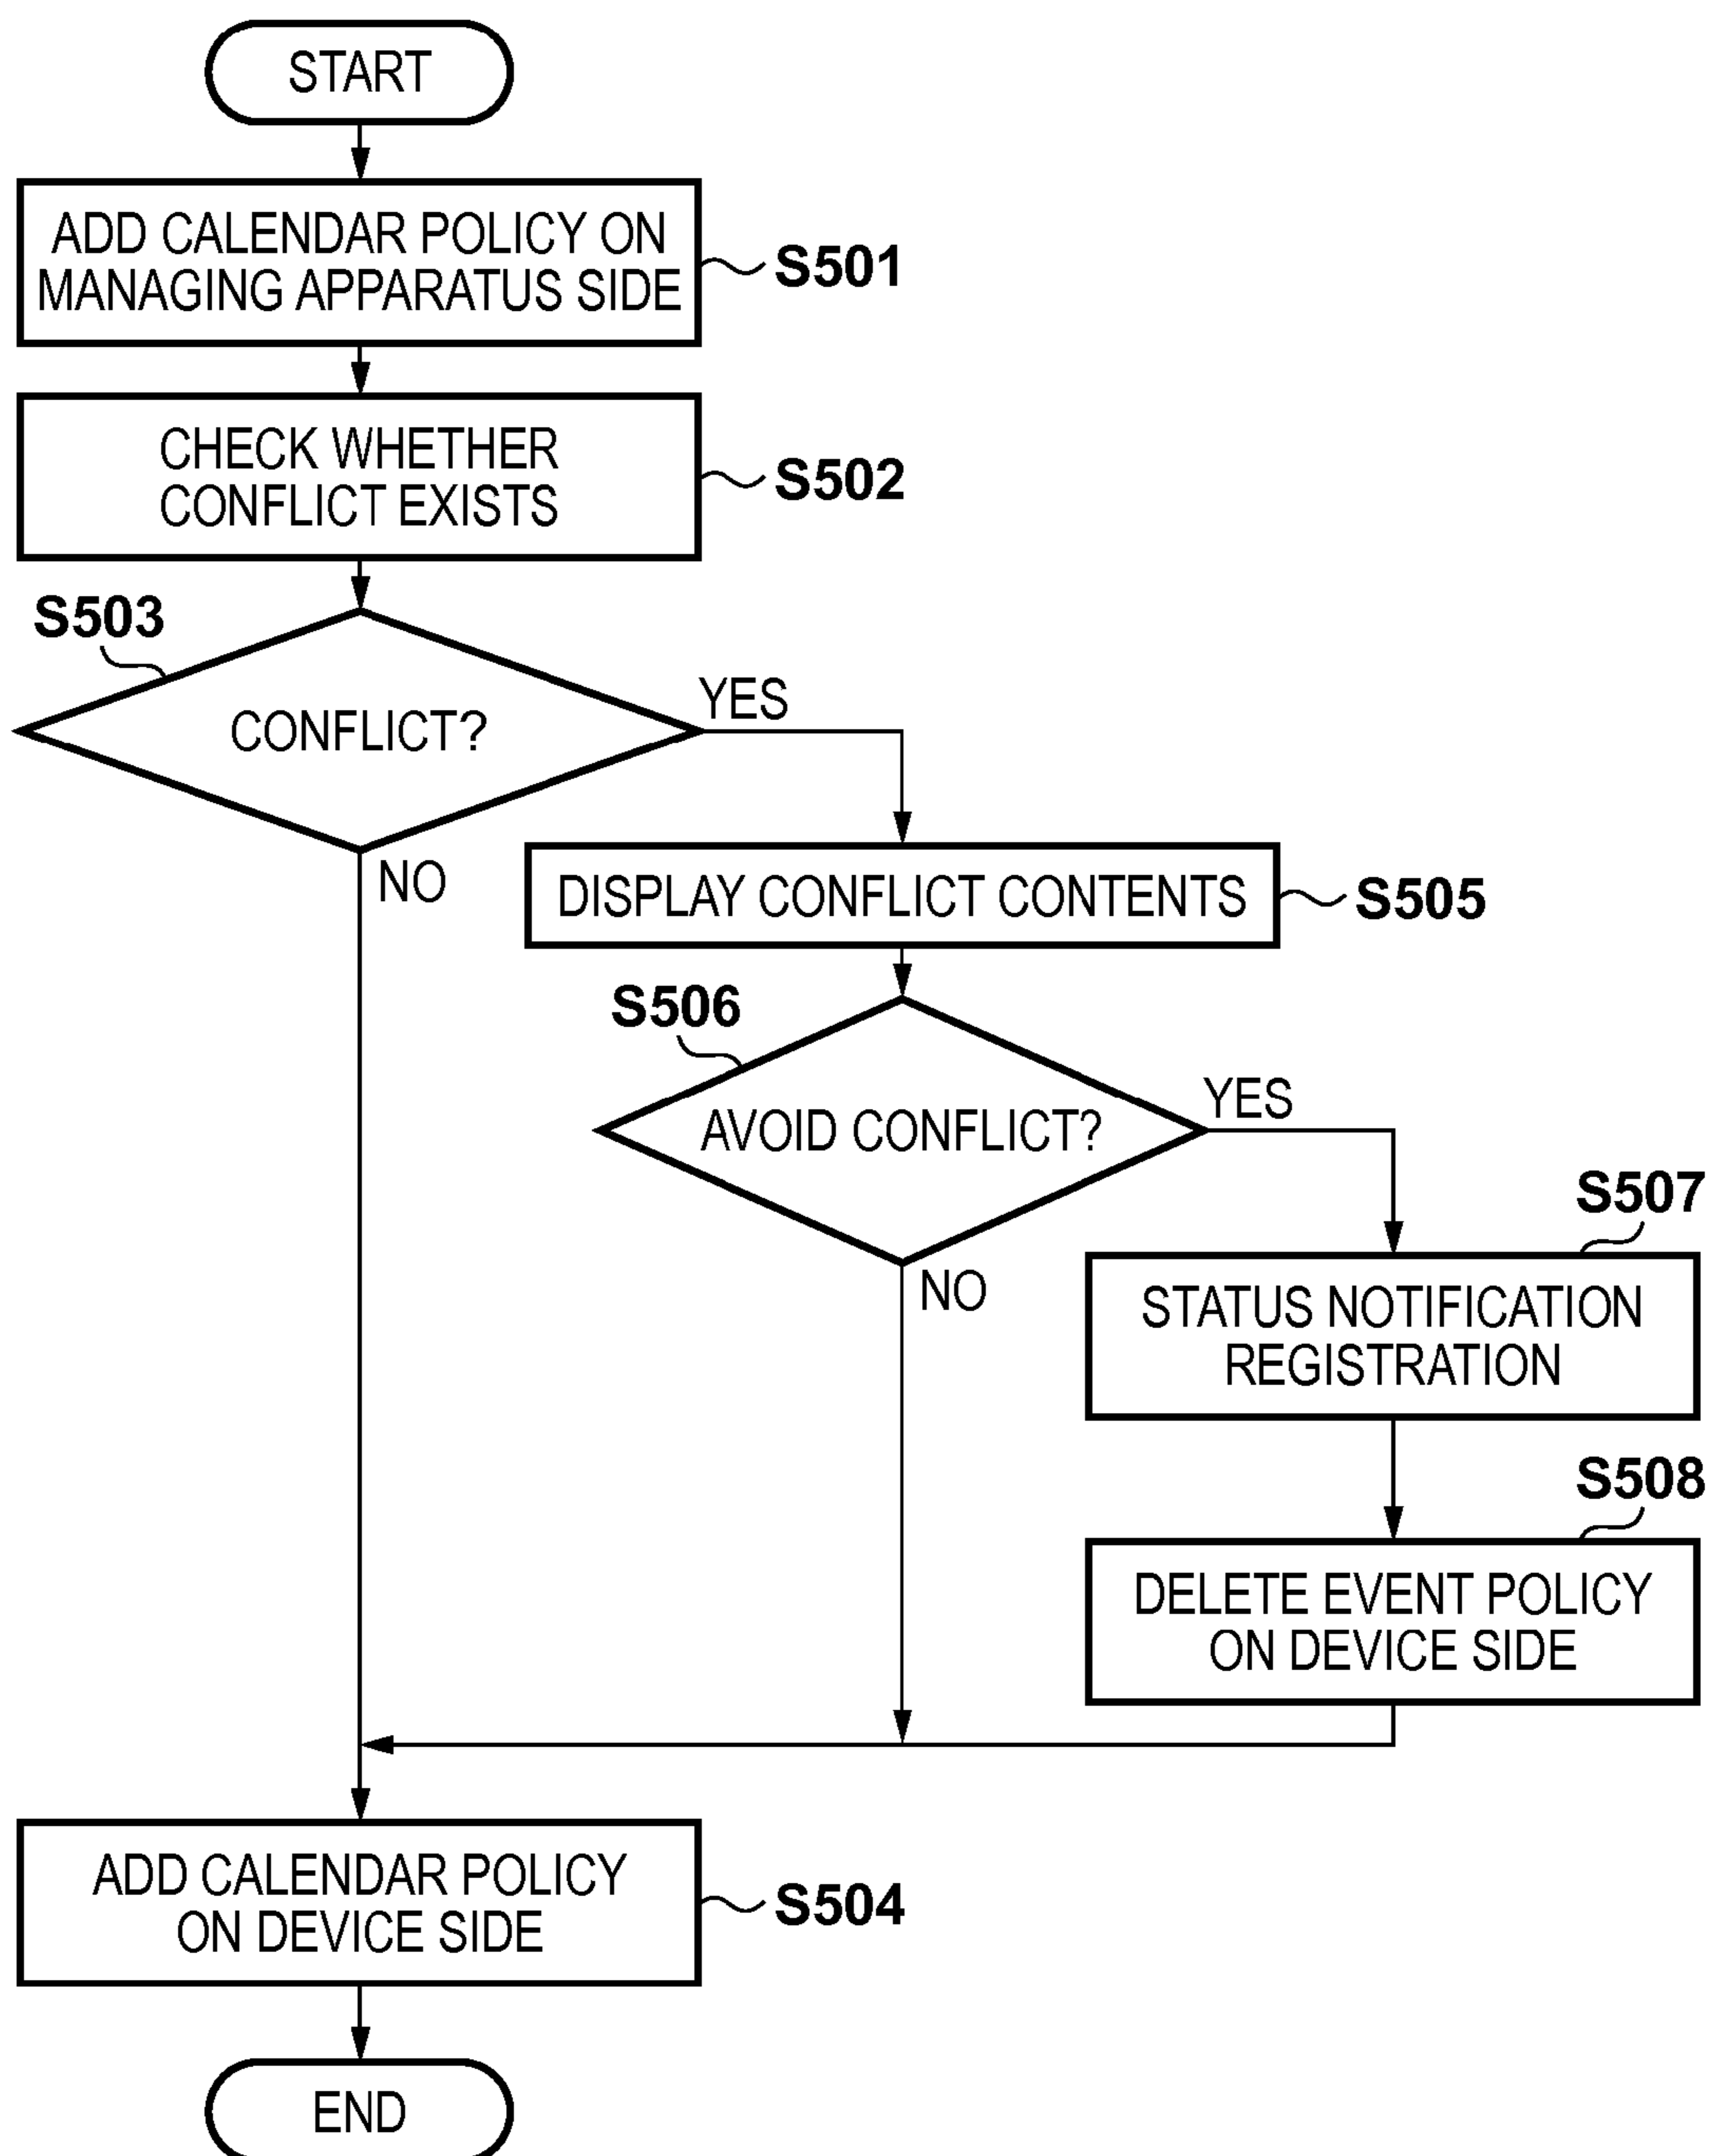 START
ADD CALENDAR POLICY ON
MANAGING APPARATUS SIDE
S501
CHECK WHETHER
CONFLICT EXISTS
S502
S503
CONFLICT?
YES
NO
DISPLAY CONFLICT CONTENTS
S505
S506
AVOID CONFLICT?
YES
NO
S507
STATUS NOTIFICATION
REGISTRATION
S508
DELETE EVENT POLICY
ON DEVICE SIDE
ADD CALENDAR POLICY
ON DEVICE SIDE
S504
END